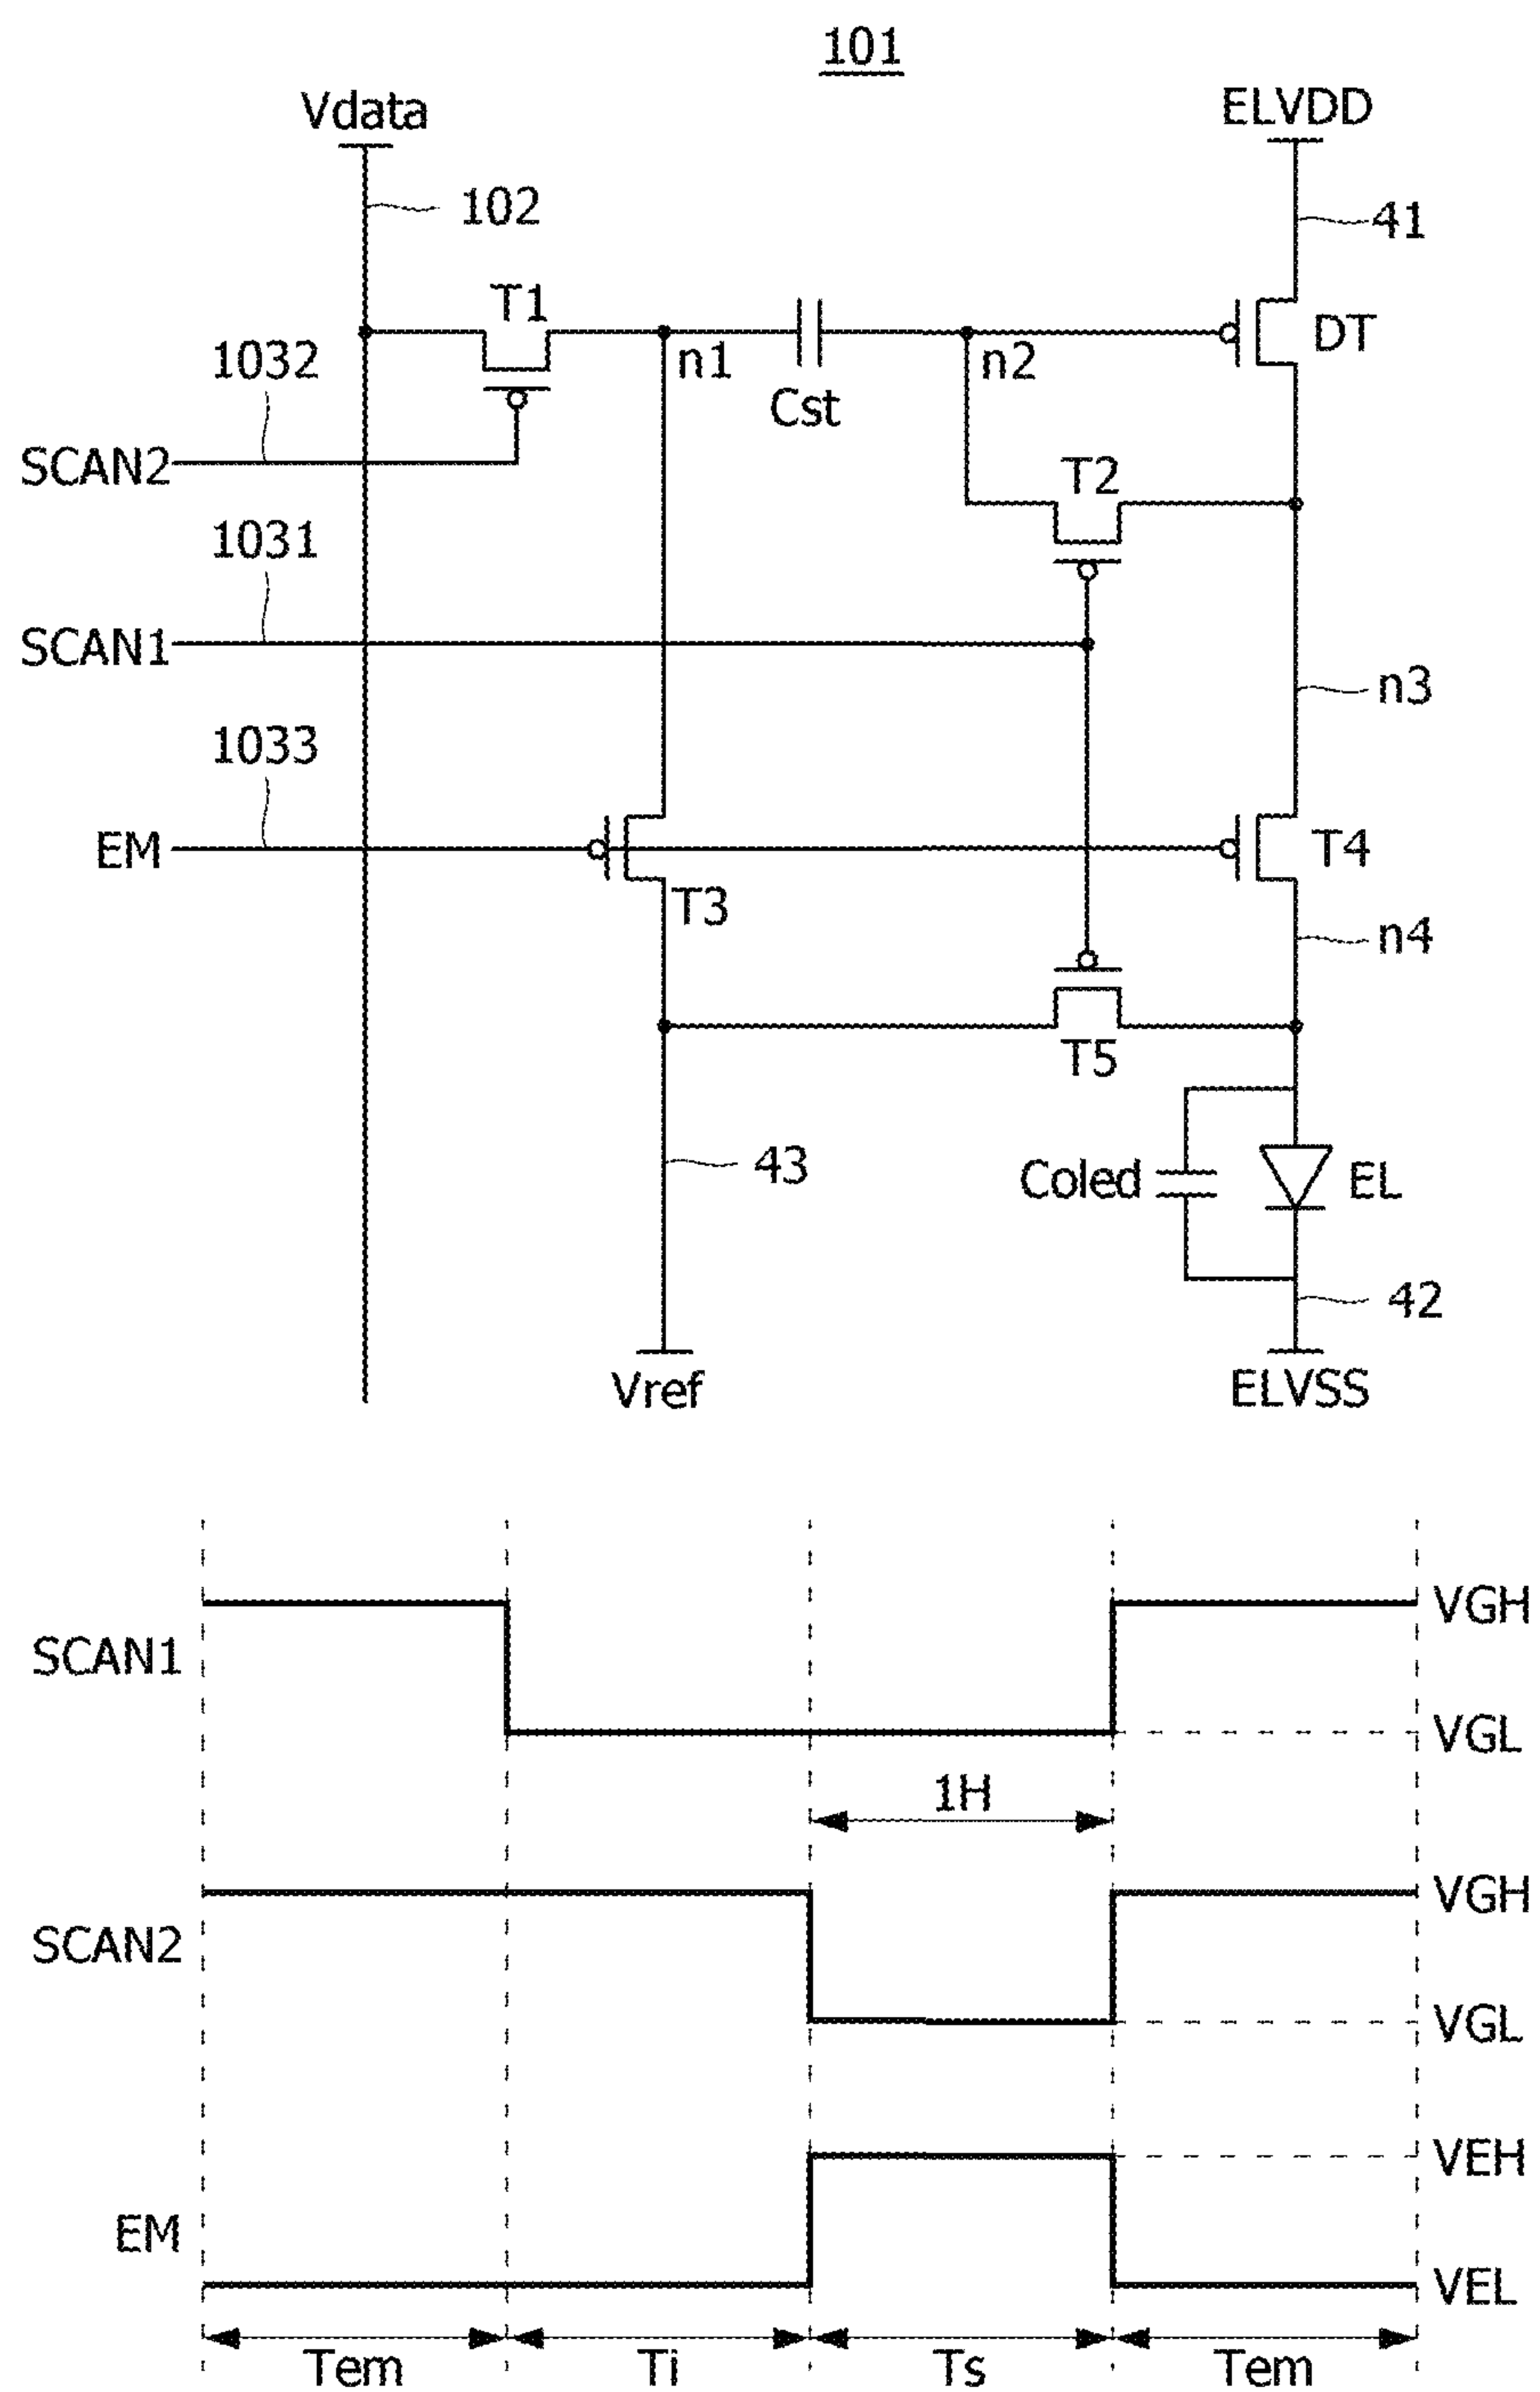 101
Vdata
ELVDD
102
41
T1
DT
1032
n1
n2
Cst
SCAN2
T2
1031
SCAN1
n3
1033
EM
T4
T3
n4
T5
43
Coled
EL
42
Vref
ELVSS
VGH
SCAN1
VGL
1H
VGH
SCAN2
VGL
VEH
EM
VEL
Tem
Ti
Ts
Tem